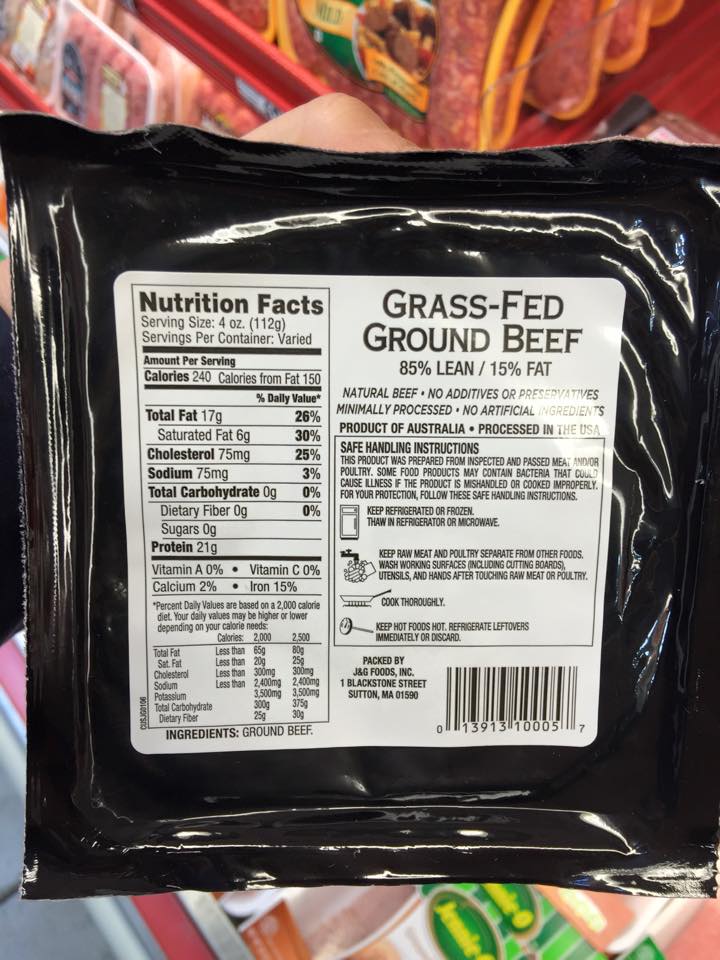 MILD
Nutrition Facts
Serving Size: 4 oz. (112g)
Servings Per Container: Varied
Amount Per Serving
Calories 240 Calories from Fat 150
% Daily Value*
Total Fat 17g 26%
Saturated Fat 6g 30%
Cholesterol 75mg 25%
Sodium 75mg 3%
Total Carbohydrate 0g 0%
Dietary Fiber 0g 0%
Sugars 0g
Protein 21g
Vitamin A 0% • Vitamin C 0%
Calcium 2% • Iron 15%
*Percent Daily Values are based on a 2,000 calorie
diet. Your daily values may be higher or lower
depending on your calorie needs:
Calories: 2,000 2,500
Total Fat Less than 65g 80g
Sat. Fat Less than 20g 25g
Cholesterol Less than 300mg 300mg
Sodium Less than 2,400mg 2,400mg
Potassium 3,500mg 3,500mg
Total Carbohydrate 300g 375g
Dietary Fiber 25g 30g
INGREDIENTS: GROUND BEEF.
GRASS-FED
GROUND BEEF
85% LEAN / 15% FAT
NATURAL BEEF • NO ADDITIVES OR PRESERVATIVES
MINIMALLY PROCESSED • NO ARTIFICIAL INGREDIENTS
PRODUCT OF AUSTRALIA • PROCESSED IN THE USA
SAFE HANDLING INSTRUCTIONS
THIS PRODUCT WAS PREPARED FROM INSPECTED AND PASSED MEAT AND/OR
POULTRY. SOME FOOD PRODUCTS MAY CONTAIN BACTERIA THAT COULD
CAUSE ILLNESS IF THE PRODUCT IS MISHANDLED OR COOKED IMPROPERLY.
FOR YOUR PROTECTION, FOLLOW THESE SAFE HANDLING INSTRUCTIONS.
KEEP REFRIGERATED OR FROZEN.
THAW IN REFRIGERATOR OR MICROWAVE.
KEEP RAW MEAT AND POULTRY SEPARATE FROM OTHER FOODS.
WASH WORKING SURFACES (INCLUDING CUTTING BOARDS),
UTENSILS, AND HANDS AFTER TOUCHING RAW MEAT OR POULTRY.
COOK THOROUGHLY.
KEEP HOT FOODS HOT. REFRIGERATE LEFTOVERS
IMMEDIATELY OR DISCARD.
PACKED BY
J&G FOODS, INC.
1 BLACKSTONE STREET
SUTTON, MA 01590
0 13913 10005 7